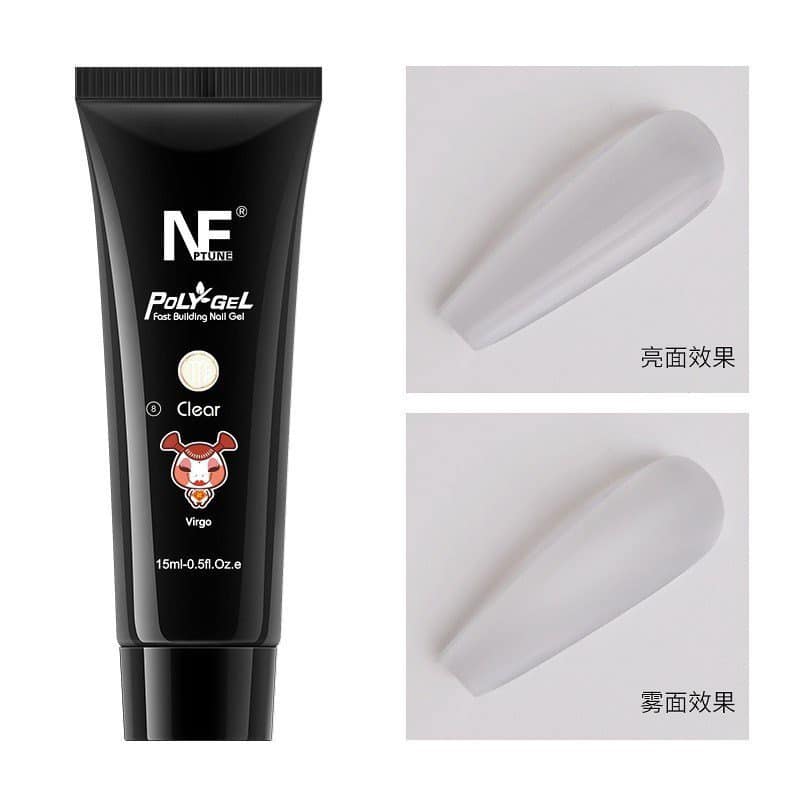 NF®
PTUNE
POLY-GEL
Fast Building Nail Gel
8 Clear
Virgo
15ml-0.5fl.Oz.e
亮面效果
雾面效果